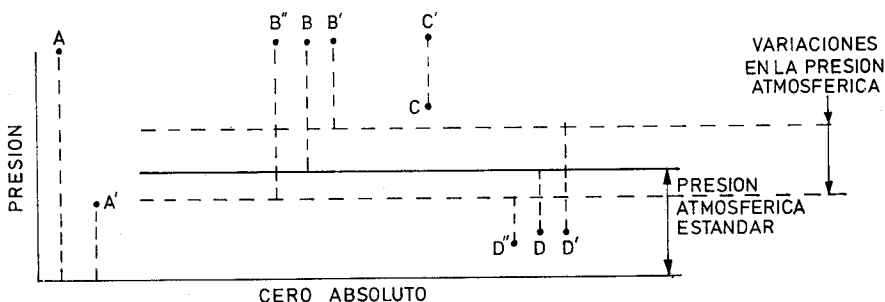 A
B" B B'
C'
VARIACIONES
EN LA PRESION
ATMOSFERICA
C
PRESION
A'
PRESION
ATMOSFERICA
ESTANDAR
D" D D'
CERO ABSOLUTO